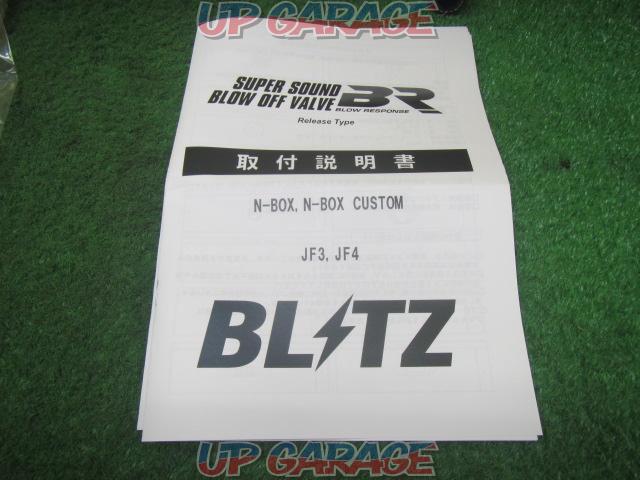 UP GARAGE
SUPER SOUND
BLOW OFF VALVE BR
BLOW RESPONSE
Release Type
取付説明書
N-BOX, N-BOX CUSTOM
JF3, JF4
BLITZ
UP GARAGE